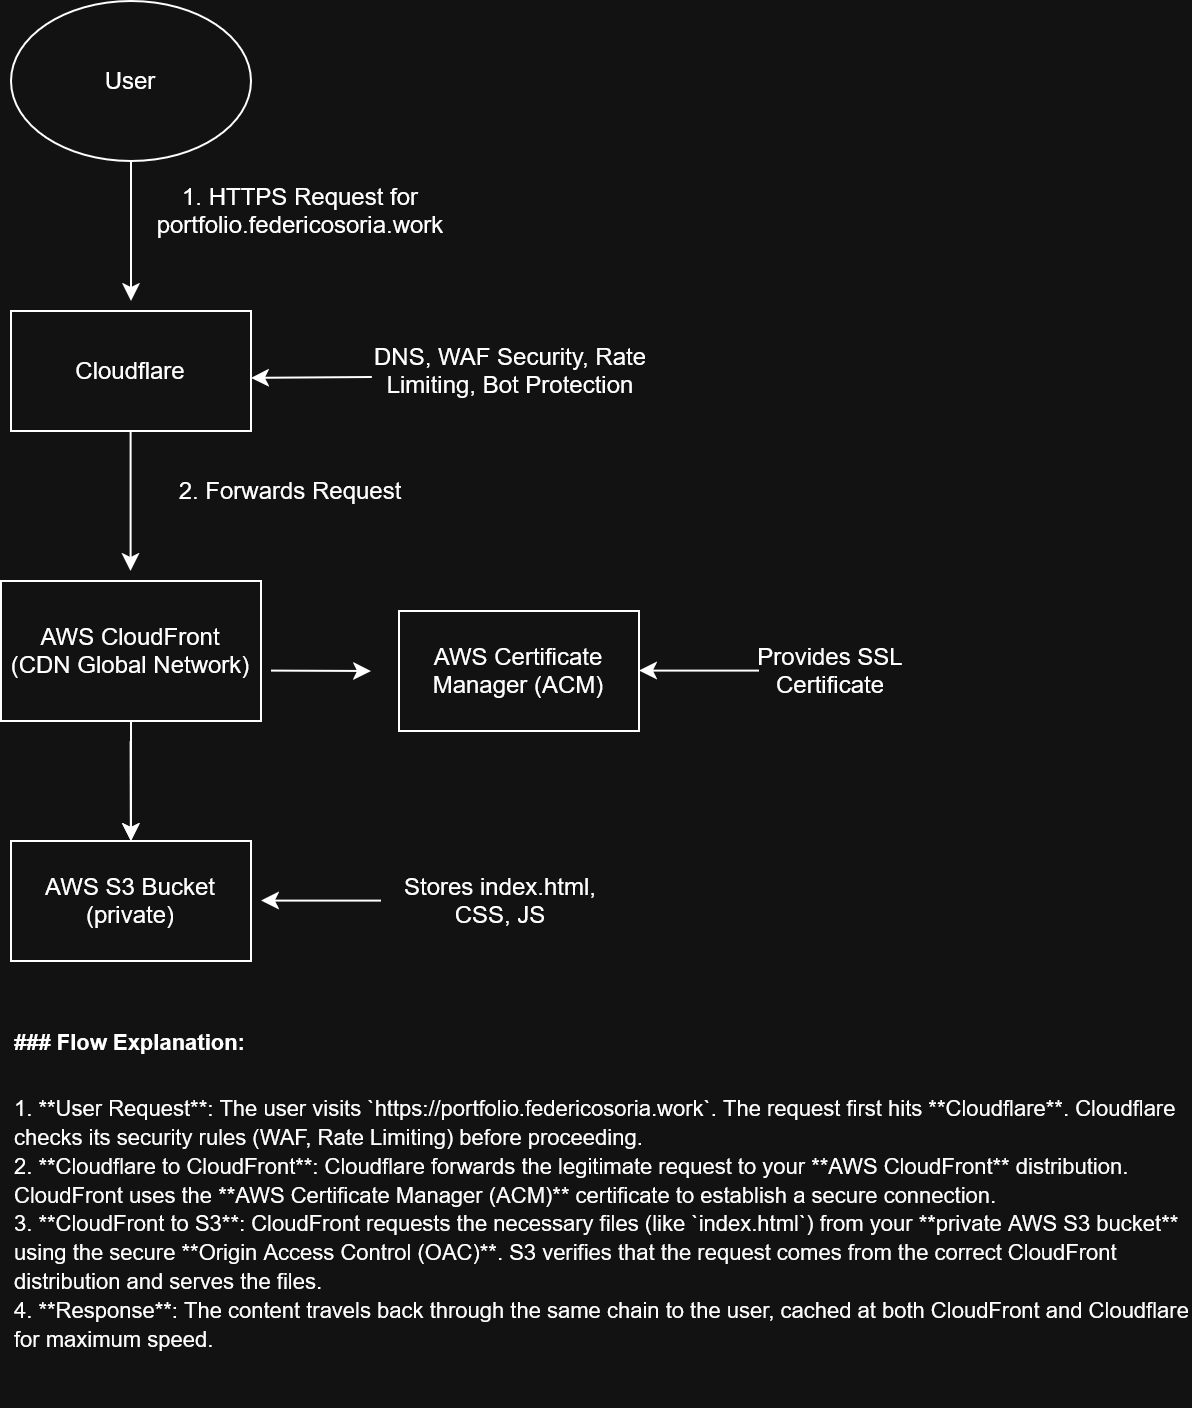 User
1. HTTPS Request for
portfolio.federicosoria.work
Cloudflare
DNS, WAF Security, Rate
Limiting, Bot Protection
2. Forwards Request
AWS CloudFront
(CDN Global Network)
AWS Certificate
Manager (ACM)
Provides SSL
Certificate
AWS S3 Bucket
(private)
Stores index.html,
CSS, JS
### Flow Explanation:
1. **User Request**: The user visits `https://portfolio.federicosoria.work`. The request first hits **Cloudflare**. Cloudflare
checks its security rules (WAF, Rate Limiting) before proceeding.
2. **Cloudflare to CloudFront**: Cloudflare forwards the legitimate request to your **AWS CloudFront** distribution.
CloudFront uses the **AWS Certificate Manager (ACM)** certificate to establish a secure connection.
3. **CloudFront to S3**: CloudFront requests the necessary files (like `index.html`) from your **private AWS S3 bucket**
using the secure **Origin Access Control (OAC)**. S3 verifies that the request comes from the correct CloudFront
distribution and serves the files.
4. **Response**: The content travels back through the same chain to the user, cached at both CloudFront and Cloudflare
for maximum speed.